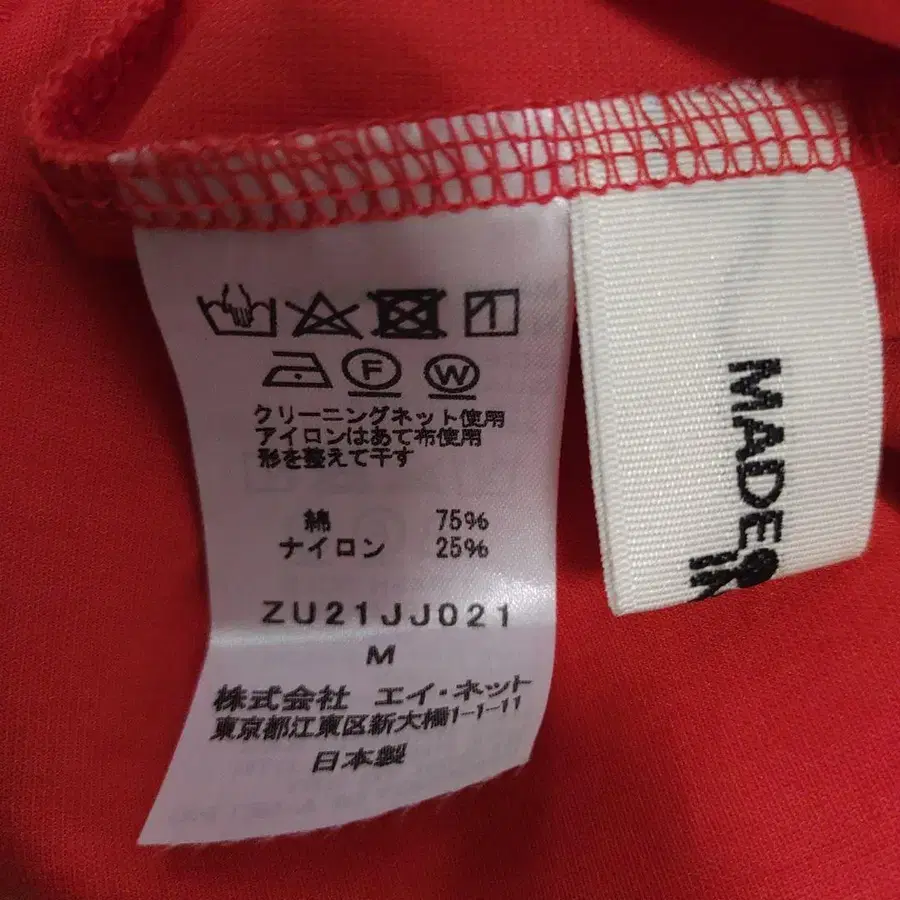 クリーニングネット使用
アイロンはあて布使用
形を整えて干す
綿 75%
ナイロン 25%
ZU21JJ021
M
株式会社 エイ・ネット
東京都江東区新大橋1-1-11
日本製
MADE
IN